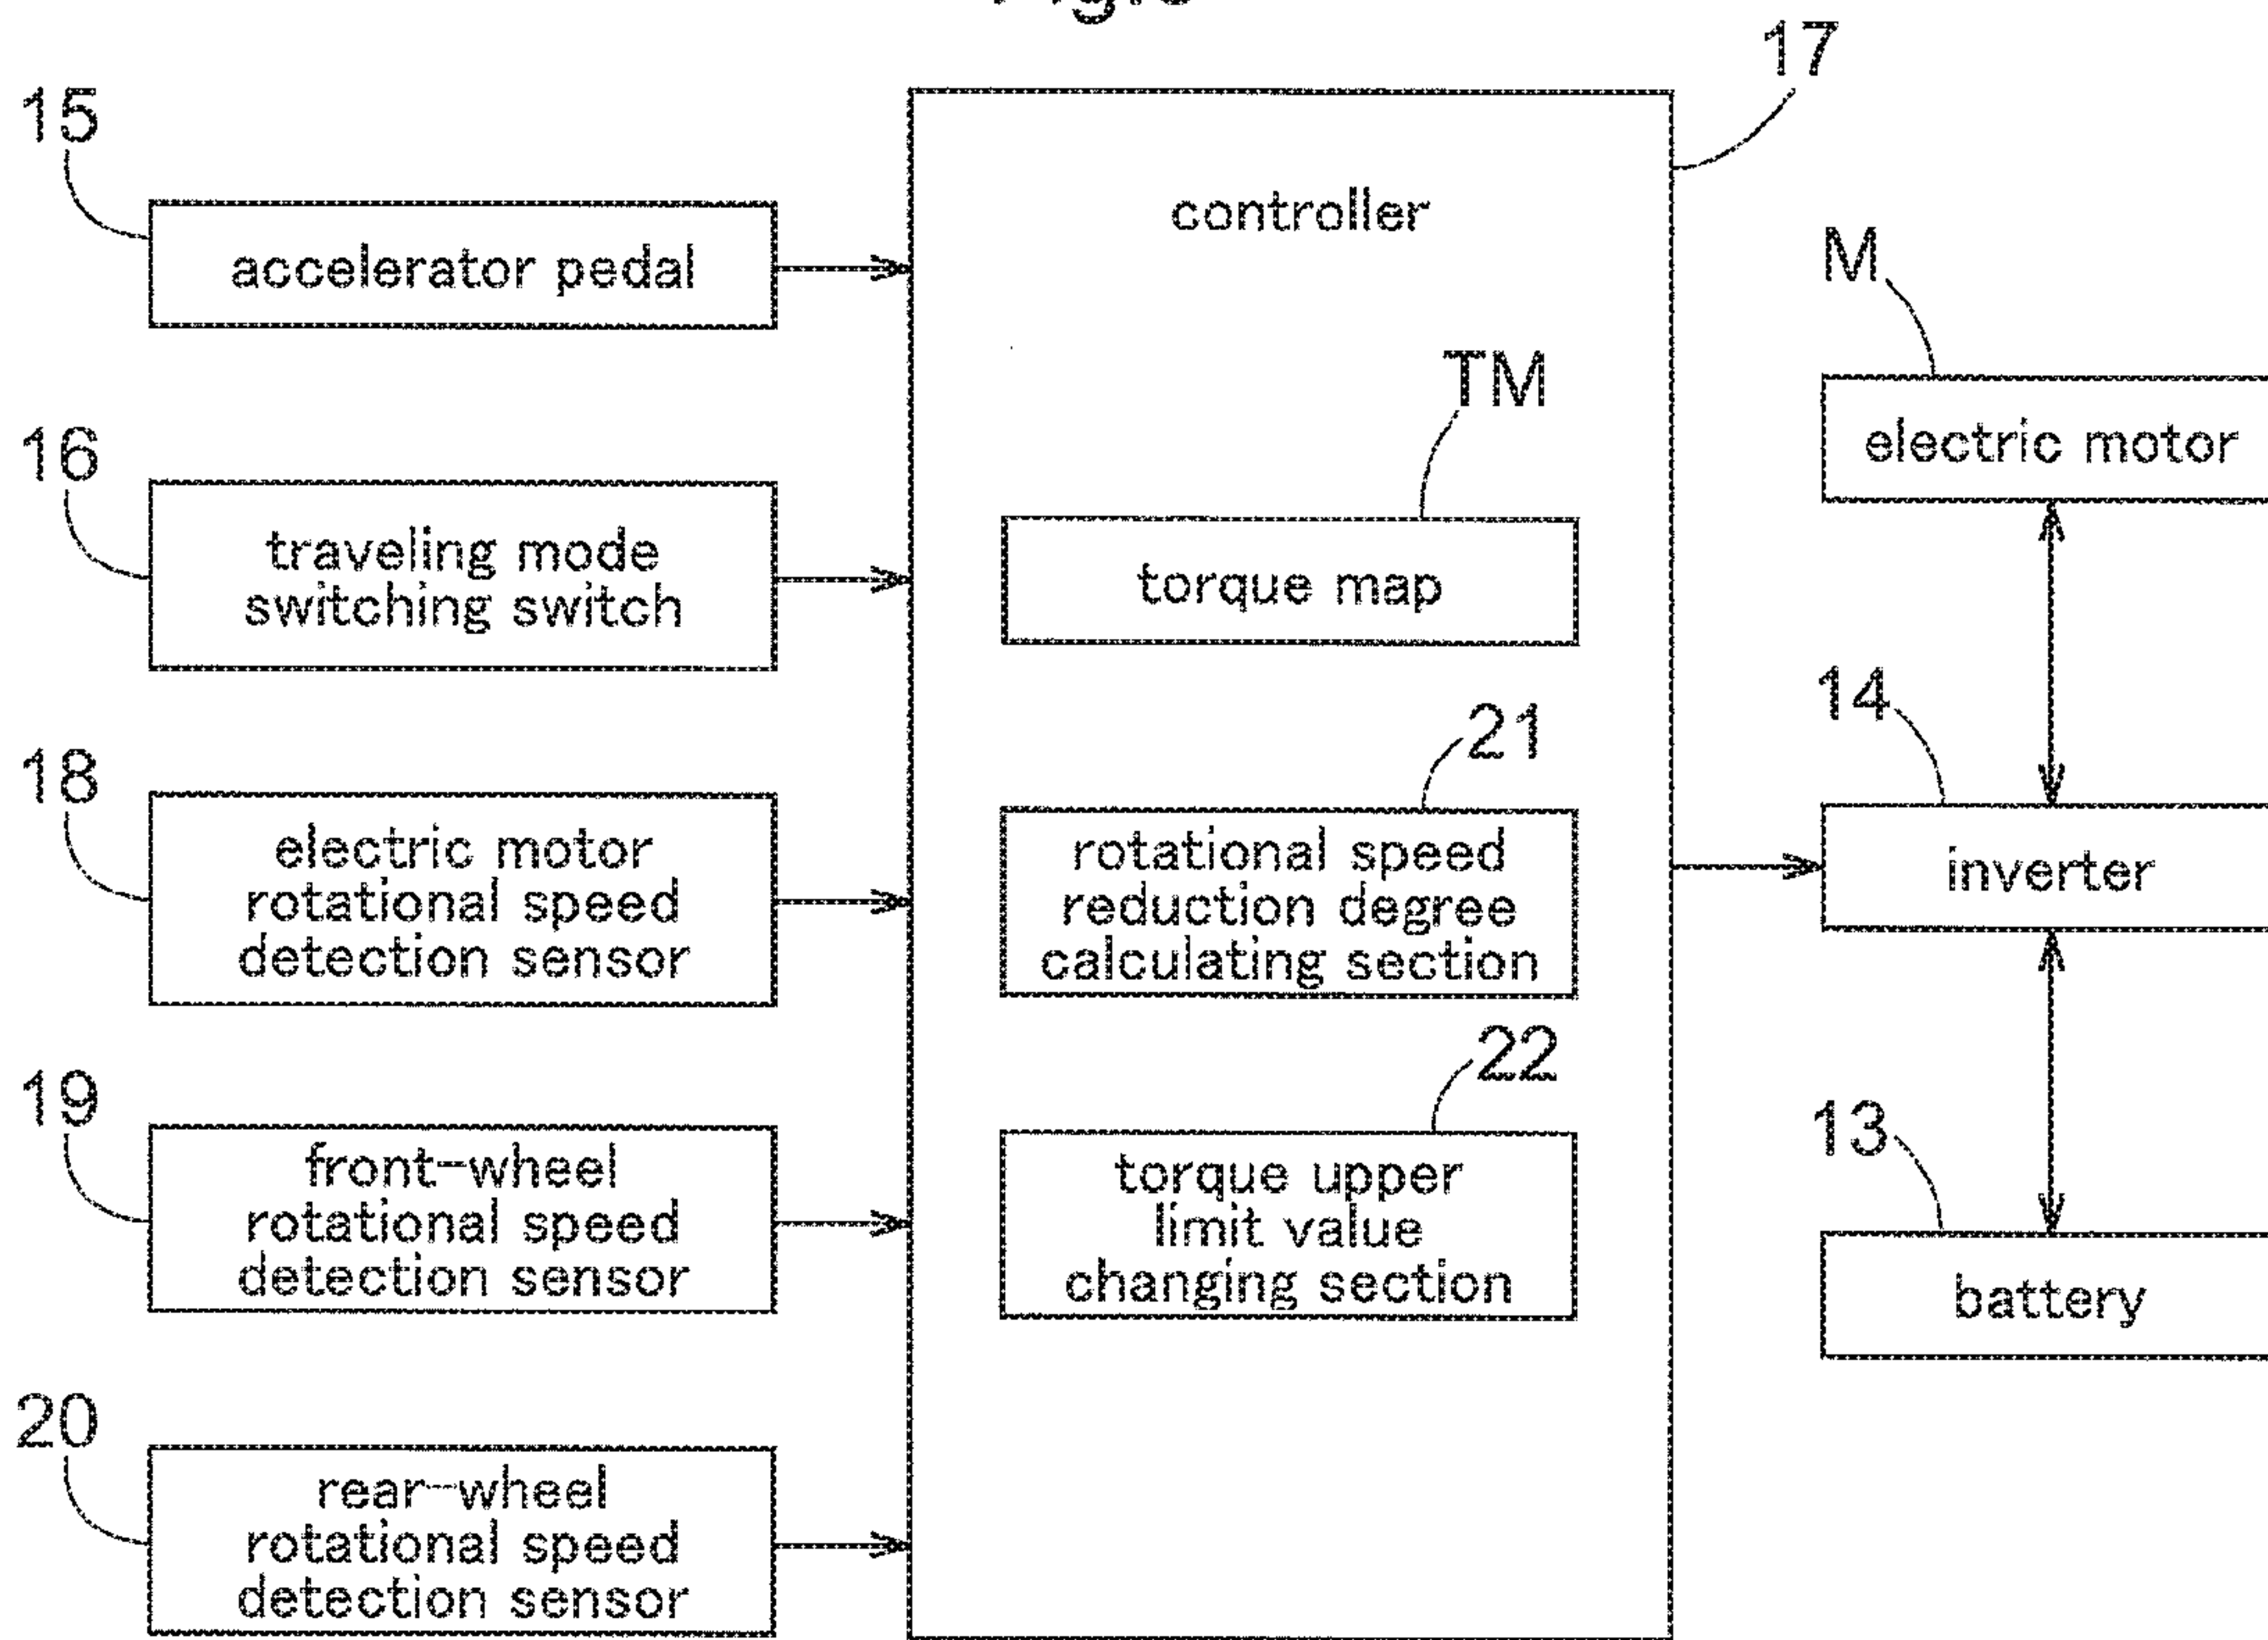 17
15
controller
accelerator pedal
M
TM
electric motor
16
traveling mode
switching switch
torque map
14
21
18
electric motor
rotational speed
detection sensor
rotational speed
reduction degree
calculating section
inverter
22
19
front-wheel
rotational speed
detection sensor
torque upper
limit value
changing section
13
battery
20
rear-wheel
rotational speed
detection sensor